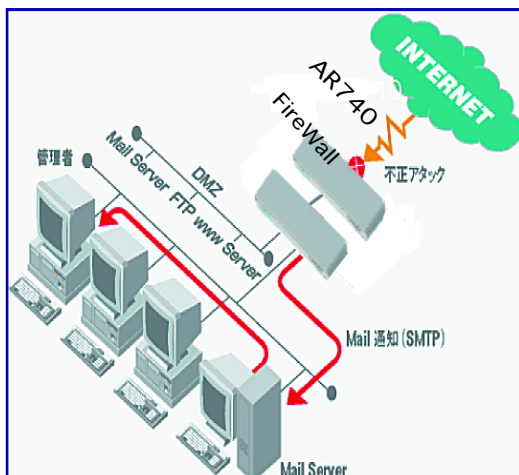 INTERNET
AR740
FireWall
不正アタック
DMZ
Mail Server FTP www Server
管理者
Mail 通知 (SMTP)
Mail Server